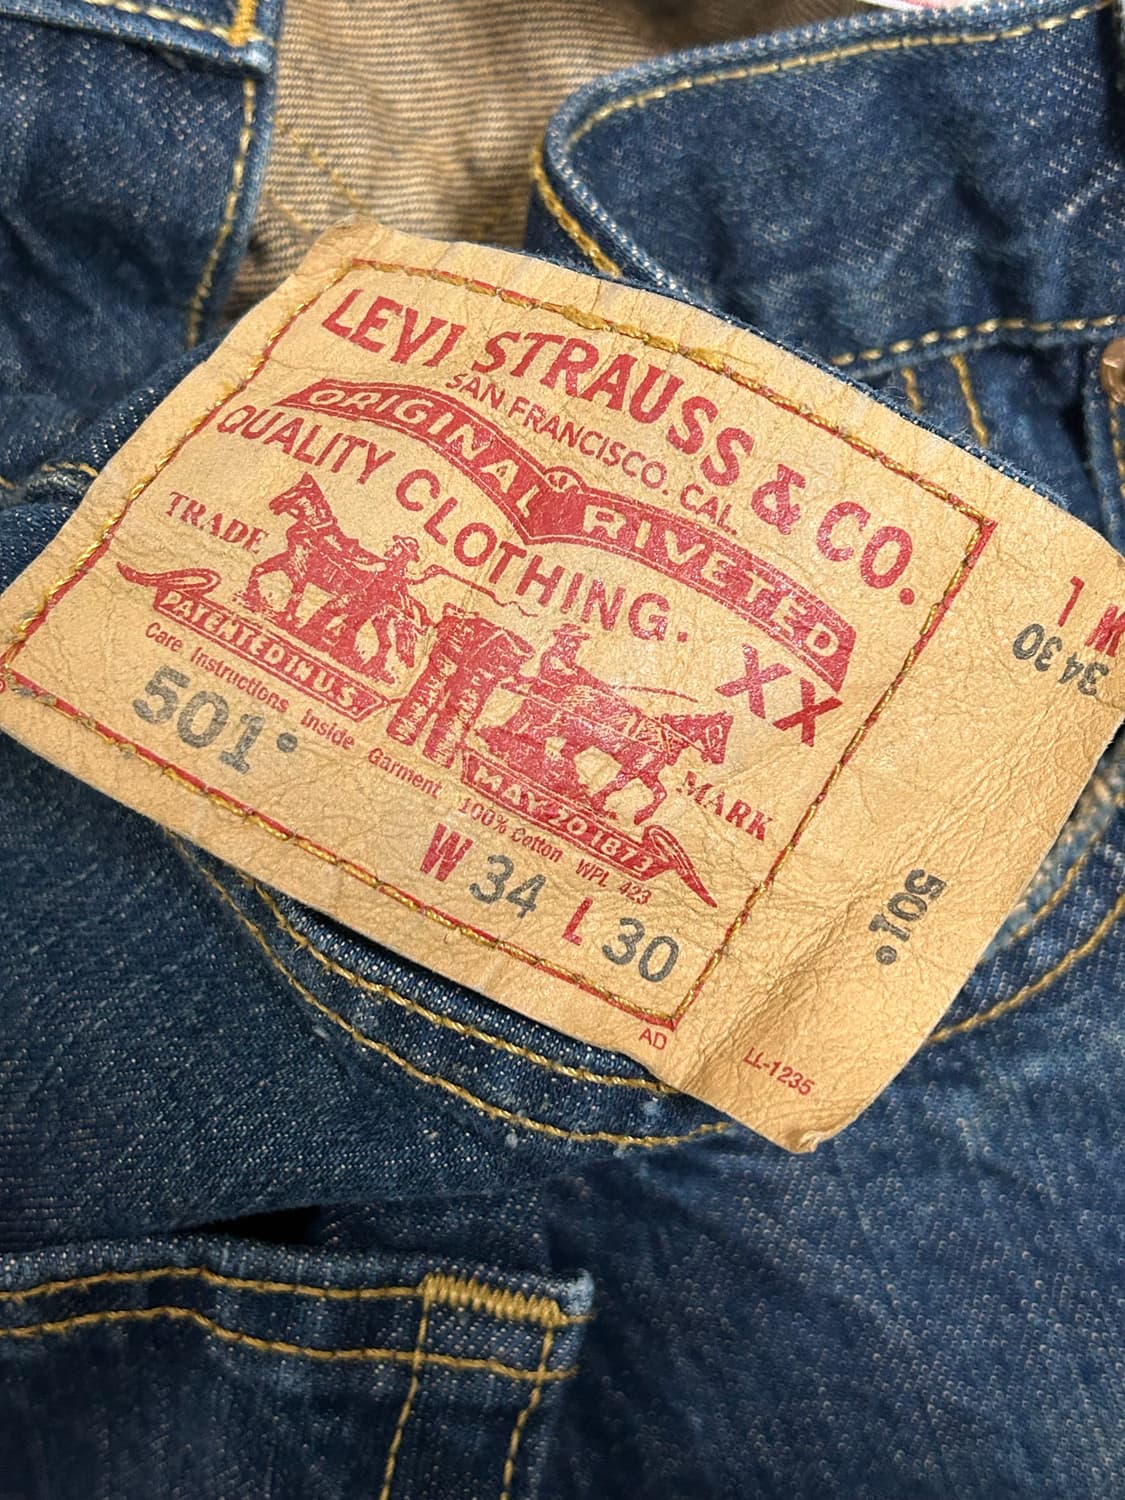 LEVI STRAUSS & CO.
SAN FRANCISCO. CAL.
ORIGINAL RIVETED
QUALITY CLOTHING.
XX
TRADE MARK
PATENTED IN U.S.
MAY 20 1873
Care Instructions Inside Garment 100% Cotton WPL 423
501®
W 34 L 30
AD
LL-1235
34 30
501®